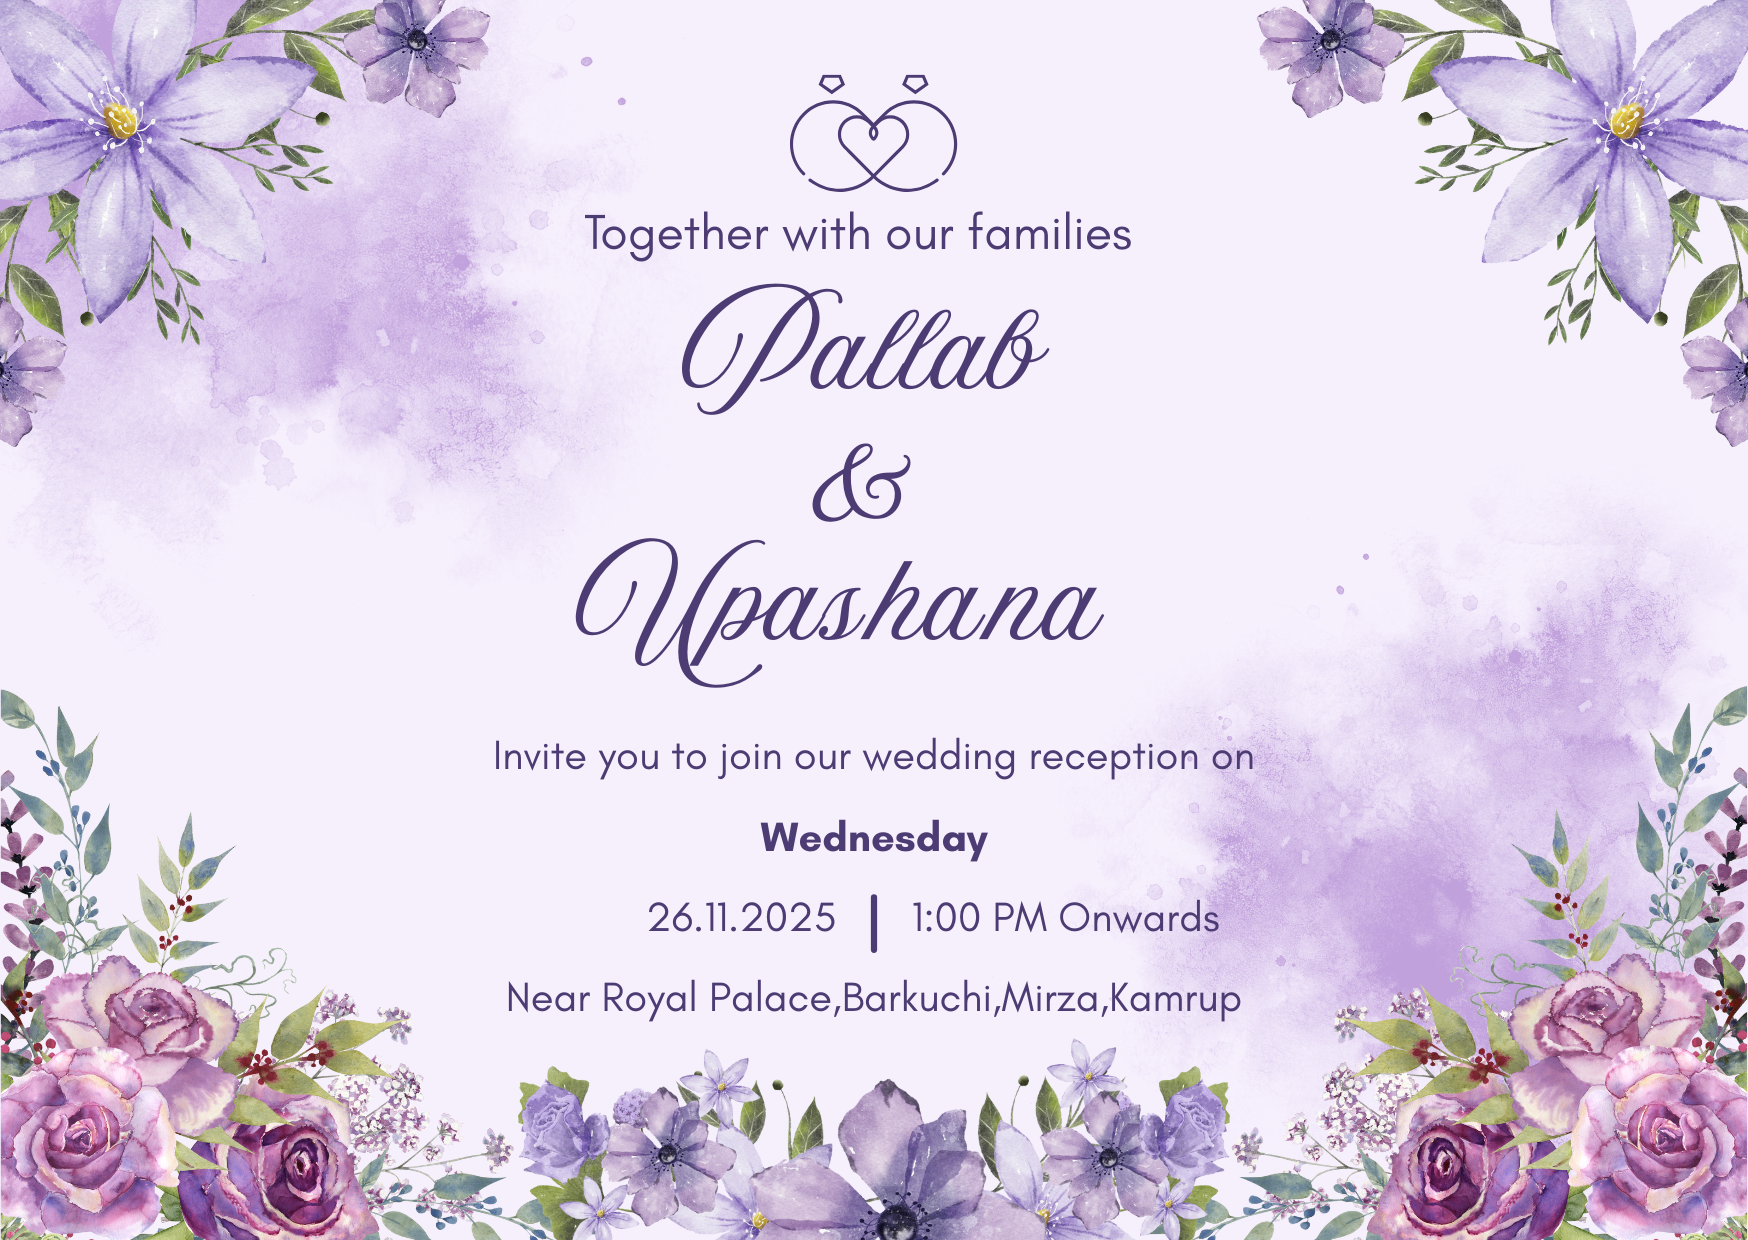 Together with our families
Pallab
&
Upashana
Invite you to join our wedding reception on
Wednesday
26.11.2025 | 1:00 PM Onwards
Near Royal Palace,Barkuchi,Mirza,Kamrup